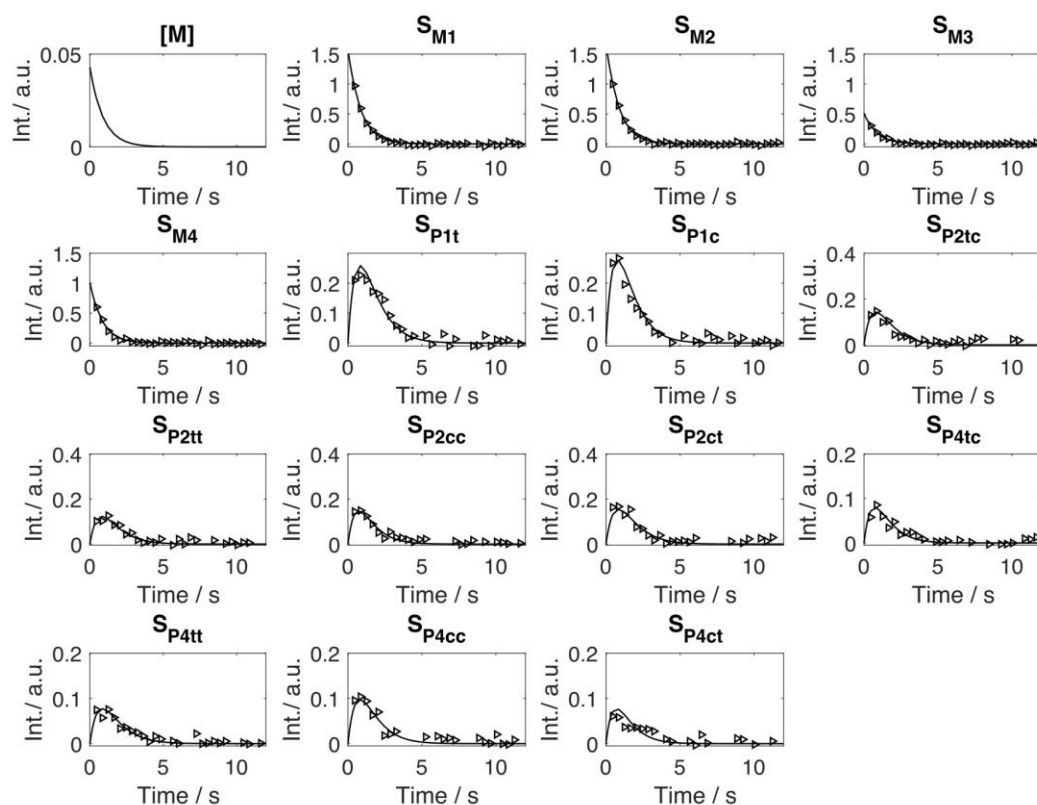 [M] S_M1 S_M2 S_M3
Int./ a.u. 0.05 0 Int./ a.u. 1.5 1 0.5 0 Int./ a.u. 1.5 1 0.5 0 Int./ a.u. 1 0.5 0
0 5 10 0 5 10 0 5 10 0 5 10
Time / s Time / s Time / s Time / s
S_M4 S_P1t S_P1c S_P2tc
Int./ a.u. 1.5 1 0.5 0 Int./ a.u. 0.2 0.1 0 Int./ a.u. 0.2 0.1 0 Int./ a.u. 0.4 0.2 0
0 5 10 0 5 10 0 5 10 0 5 10
Time / s Time / s Time / s Time / s
S_P2tt S_P2cc S_P2ct S_P4tc
Int./ a.u. 0.4 0.2 0 Int./ a.u. 0.4 0.2 0 Int./ a.u. 0.4 0.2 0 Int./ a.u. 0.2 0.1 0
0 5 10 0 5 10 0 5 10 0 5 10
Time / s Time / s Time / s Time / s
S_P4tt S_P4cc S_P4ct
Int./ a.u. 0.2 0.1 0 Int./ a.u. 0.2 0.1 0 Int./ a.u. 0.2 0.1 0
0 5 10 0 5 10 0 5 10
Time / s Time / s Time / s